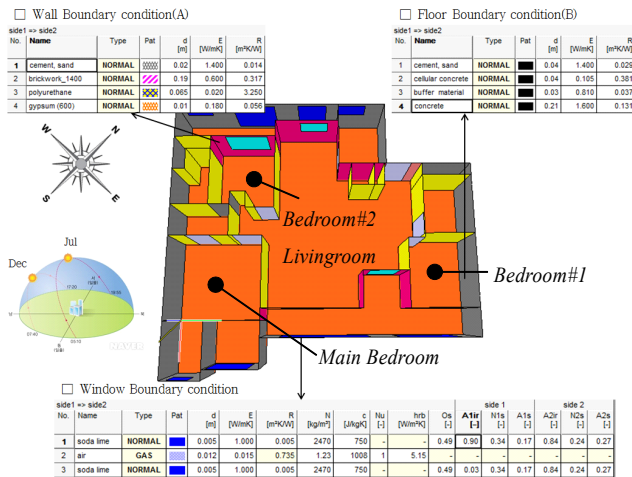 □ Wall Boundary condition(A)
side1 => side2
No. Name Type Pat d [m] E [W/mK] R [m²K/W]
1 cement, sand NORMAL 0.02 1.400 0.014
2 brickwork_1400 NORMAL 0.19 0.600 0.317
3 polyurethane NORMAL 0.065 0.020 3.250
4 gypsum (600) NORMAL 0.01 0.180 0.056
□ Floor Boundary condition(B)
side1 => side2
No. Name Type Pat d [m] E [W/mK] R [m²K/W]
1 cement, sand NORMAL 0.04 1.400 0.029
2 cellular concrete NORMAL 0.04 0.105 0.381
3 buffer material NORMAL 0.03 0.810 0.037
4 concrete NORMAL 0.21 1.600 0.131
W N
S E
Bedroom#2
Livingroom
Bedroom#1
Main Bedroom
Jul
Dec
07:20
07:40
05:10
□ Window Boundary condition
side1 => side2 side 1 side 2
No. Name Type Pat d [m] E [W/mK] R [m²K/W] N [kg/m³] c [J/kgK] Nu [-] hrb [W/m²K] Os [-] A1ir [-] N1s [-] A1s [-] A2ir [-] N2s [-] A2s [-]
1 soda lime NORMAL 0.005 1.000 0.005 2470 750 - - 0.49 0.90 0.34 0.17 0.84 0.24 0.27
2 air GAS 0.012 0.015 0.735 1.23 1008 1 5.15 - - - - - - -
3 soda lime NORMAL 0.005 1.000 0.005 2470 750 - - 0.49 0.03 0.34 0.17 0.84 0.24 0.27